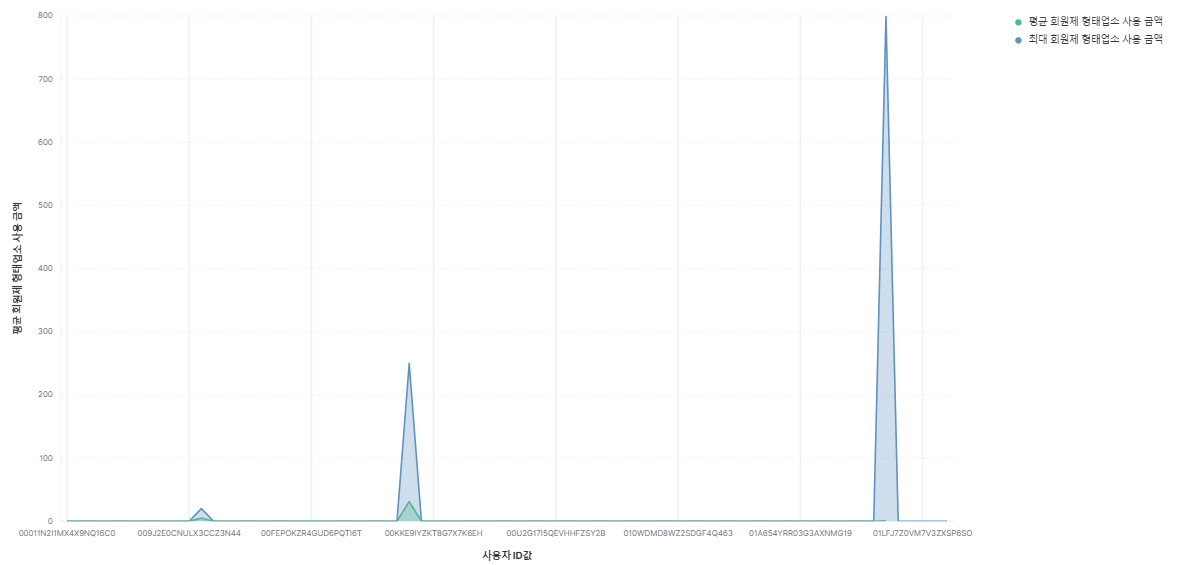 평균 회원제 형태업소 사용 금액
최대 회원제 형태업소 사용 금액
평균 회원제 형태업소 사용 금액
800
700
600
500
400
300
200
100
0
00011N2I1MX4X9NQ16C0 009J2E0CNULX3CCZ3N44 00FEPOKZR4GUD6PQTI6T 00KKE9IYZKT8G7X7K6EH 00U2G17I5QEVHHFZSY2B 010WDMD8WZ2SDGF4Q463 01A654YRR03G3AXNMG19 01LFJ7Z0VM7V3ZXSP6SO
사용자 ID값